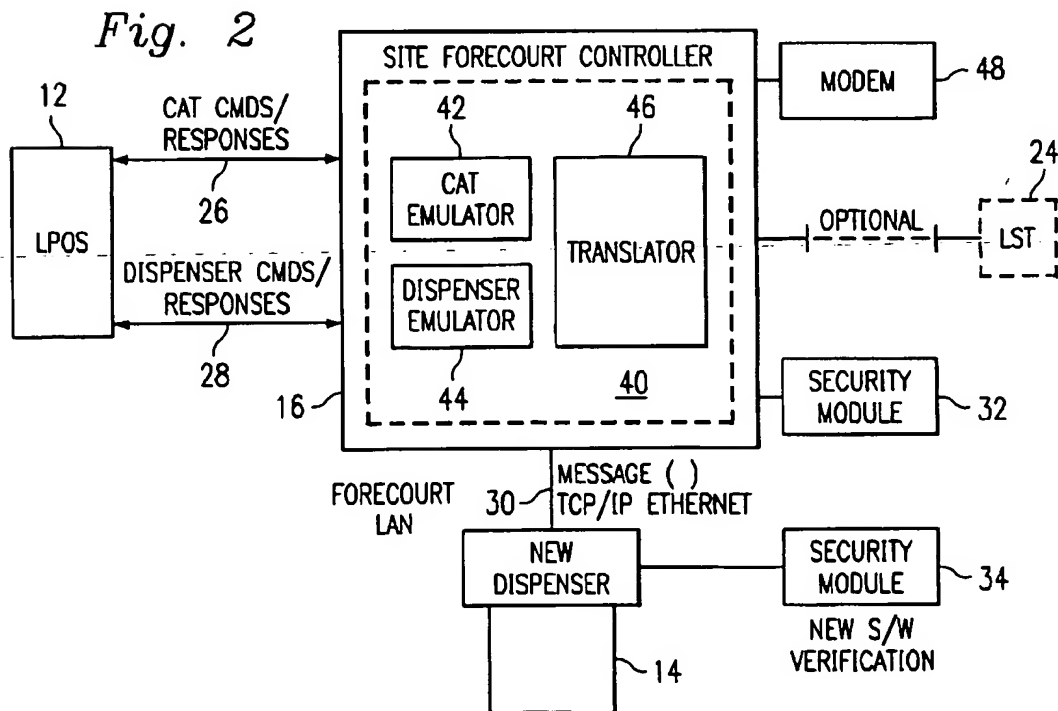 Fig. 2
SITE FORECOURT CONTROLLER
12
CAT CMDS/
RESPONSES
26
LPOS
DISPENSER CMDS/
RESPONSES
28
42
CAT
EMULATOR
46
TRANSLATOR
DISPENSER
EMULATOR
44
40
16
MODEM
48
24
OPTIONAL
LST
SECURITY
MODULE
32
FORECOURT
LAN
30
MESSAGE ( )
TCP/IP ETHERNET
NEW
DISPENSER
SECURITY
MODULE
34
NEW S/W
VERIFICATION
14